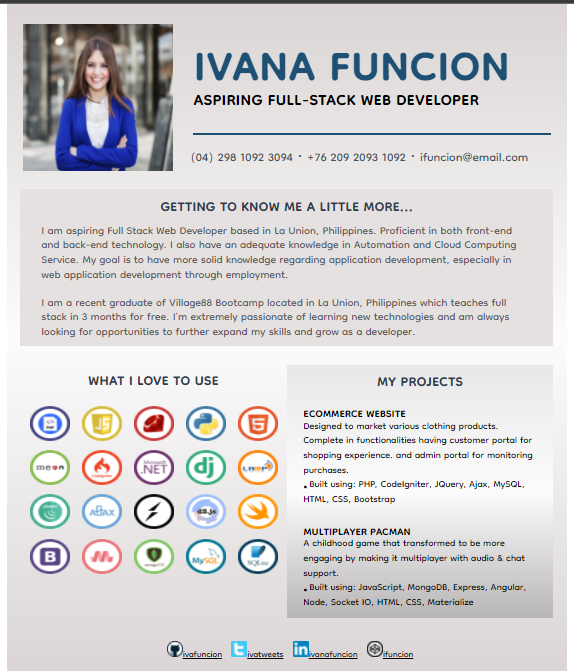 IVANA FUNCION
ASPIRING FULL-STACK WEB DEVELOPER
(04) 298 1092 3094 • +76 209 2093 1092 • ifuncion@email.com
GETTING TO KNOW ME A LITTLE MORE...
I am aspiring Full Stack Web Developer based in La Union, Philippines. Proficient in both front-end
and back-end technology. I also have an adequate knowledge in Automation and Cloud Computing
Service. My goal is to have more solid knowledge regarding application development, especially in
web application development through employment.
I am a recent graduate of Village88 Bootcamp located in La Union, Philippines which teaches full
stack in 3 months for free. I'm extremely passionate of learning new technologies and am always
looking for opportunities to further expand my skills and grow as a developer.
WHAT I LOVE TO USE
PHP JS 5
mean .NET dj LAMP
AJAX d3.js
B MySQL
MY PROJECTS
ECOMMERCE WEBSITE
Designed to market various clothing products.
Complete in functionalities having customer portal for
shopping experience. and admin portal for monitoring
purchases.
• Built using: PHP, CodeIgniter, JQuery, Ajax, MySQL,
HTML, CSS, Bootstrap
MULTIPLAYER PACMAN
A childhood game that transformed to be more
engaging by making it multiplayer with audio & chat
support.
• Built using: JavaScript, MongoDB, Express, Angular,
Node, Socket IO, HTML, CSS, Materialize
ivafuncion ivatweets in ivanafuncion ifuncion